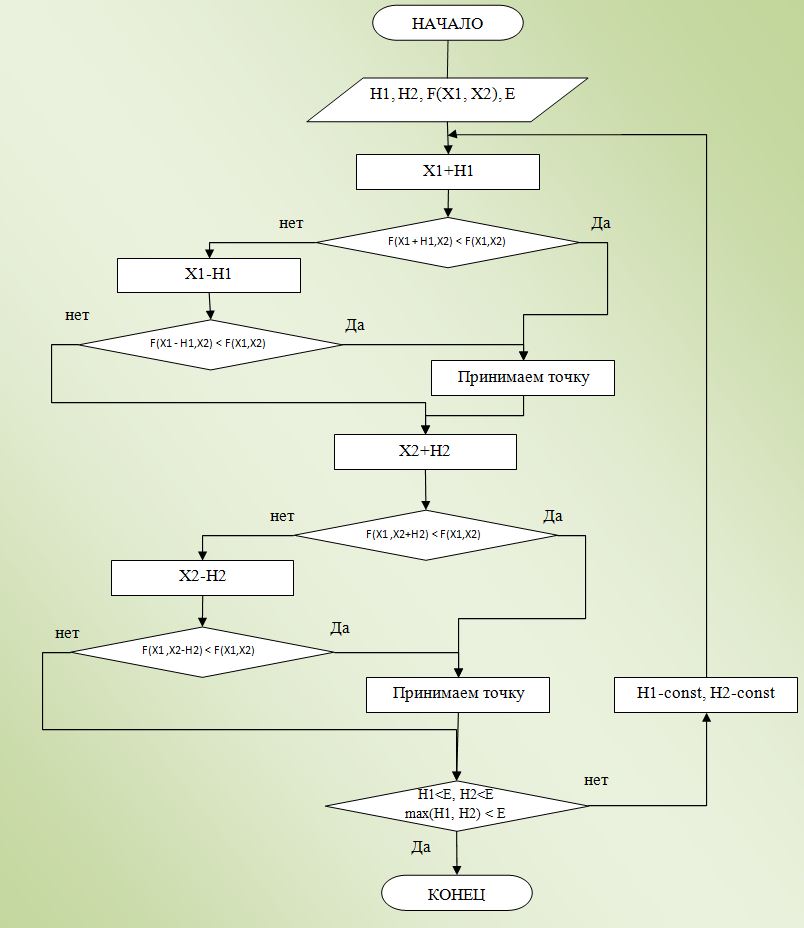 НАЧАЛО
H1, H2, F(X1, X2), E
X1+H1
нет
Да
F(X1 + H1,X2) < F(X1,X2)
X1-H1
нет
Да
F(X1 - H1,X2) < F(X1,X2)
Принимаем точку
X2+H2
нет
Да
F(X1 ,X2+H2) < F(X1,X2)
X2-H2
нет
Да
F(X1 ,X2-H2) < F(X1,X2)
Принимаем точку
H1-const, H2-const
нет
H1<E, H2<E
max(H1, H2) < E
Да
КОНЕЦ